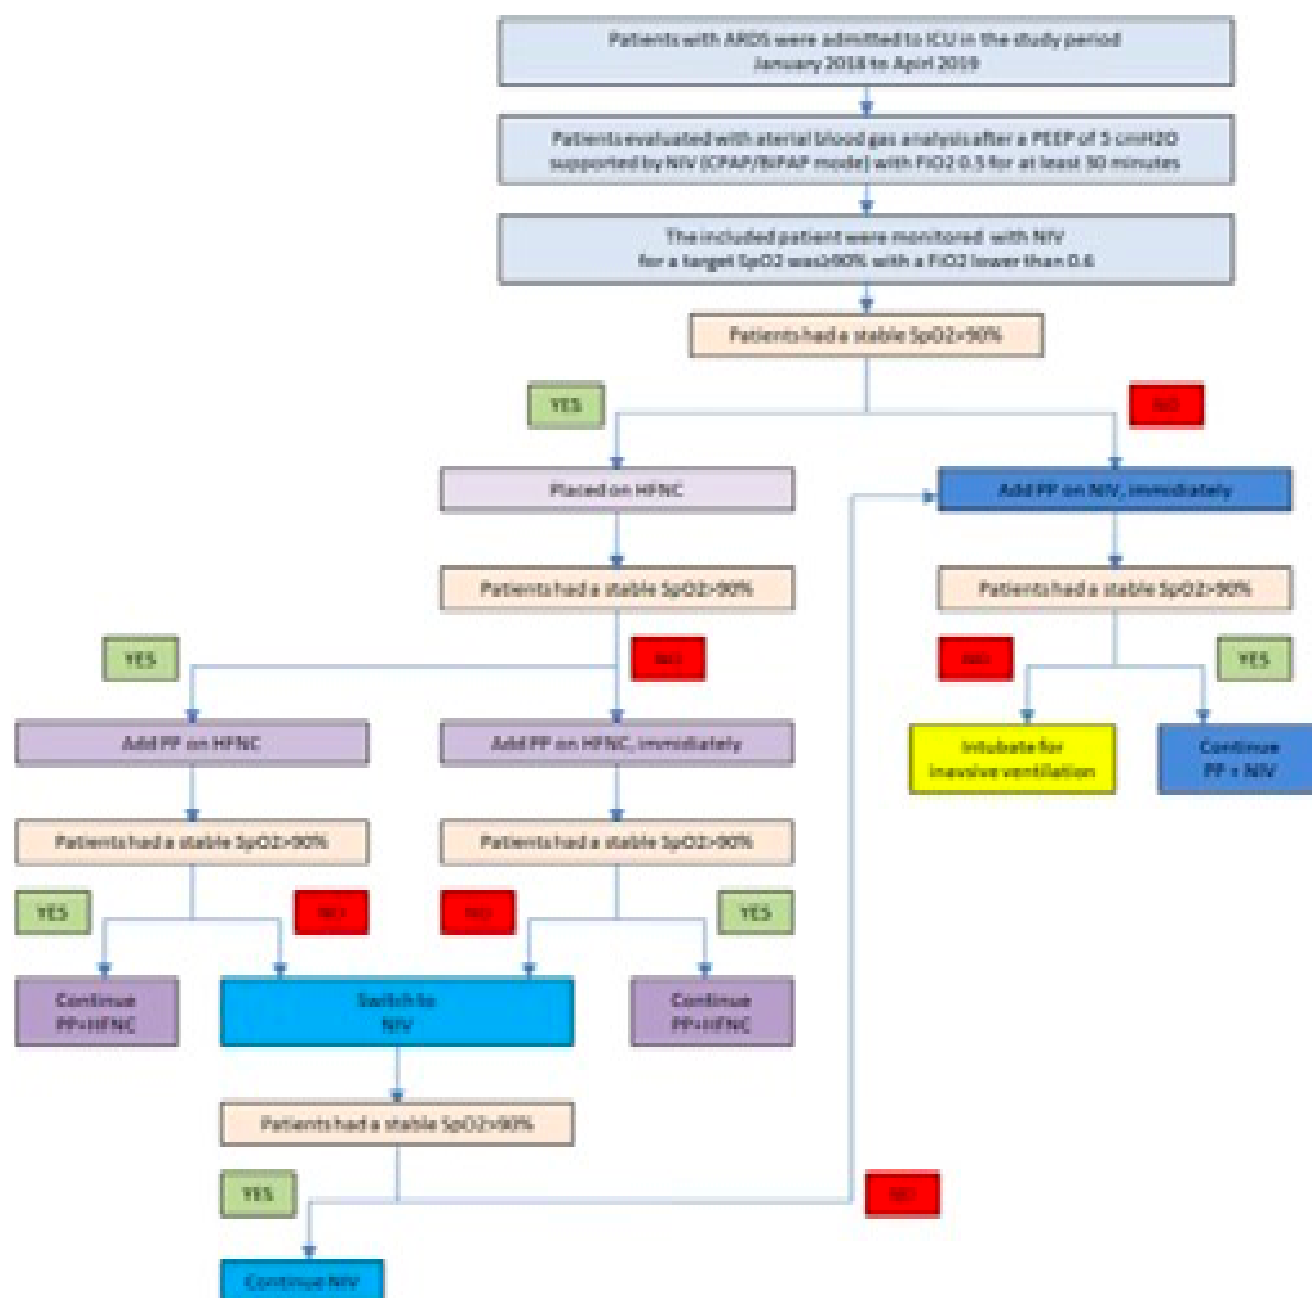 Patients with ARDS were admitted to ICU in the study period
January 2018 to Apirl 2019
Patients evaluated with aterial blood gas analysis after a PEEP of 5 cmH2O
supported by NIV (CPAP/BiPAP mode) with FiO2 0.5 for at least 30 minutes
The included patient were monitored with NIV
for a target SpO2 was≥90% with a FiO2 lower than 0.6
Patients had a stable SpO2>90%
YES
NO
Placed on HFNC
Add PP on NIV, immidiately
Patients had a stable SpO2>90%
Patients had a stable SpO2>90%
YES
NO
NO
YES
Add PP on HFNC
Add PP on HFNC, immidiately
Intubate for
inavsive ventilation
Continue
PP + NIV
Patients had a stable SpO2>90%
Patients had a stable SpO2>90%
YES
NO
NO
YES
Continue
PP+HFNC
Switch to
NIV
Continue
PP+HFNC
Patients had a stable SpO2>90%
YES
NO
Continue NIV